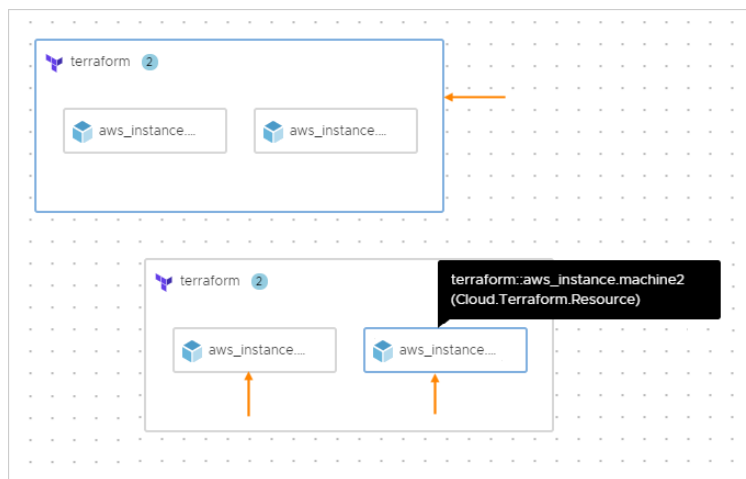 terraform 2
aws_instance.... aws_instance....
terraform 2
terraform::aws_instance.machine2
(Cloud.Terraform.Resource)
aws_instance.... aws_instance....